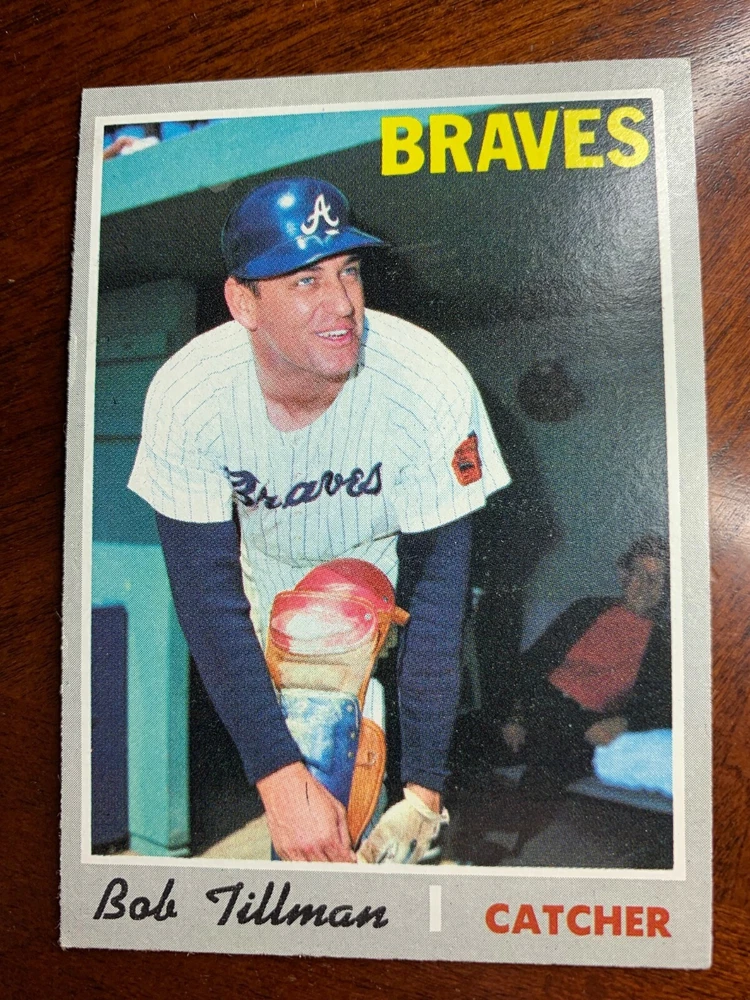 BRAVES
A
Braves
Bob Tillman | CATCHER